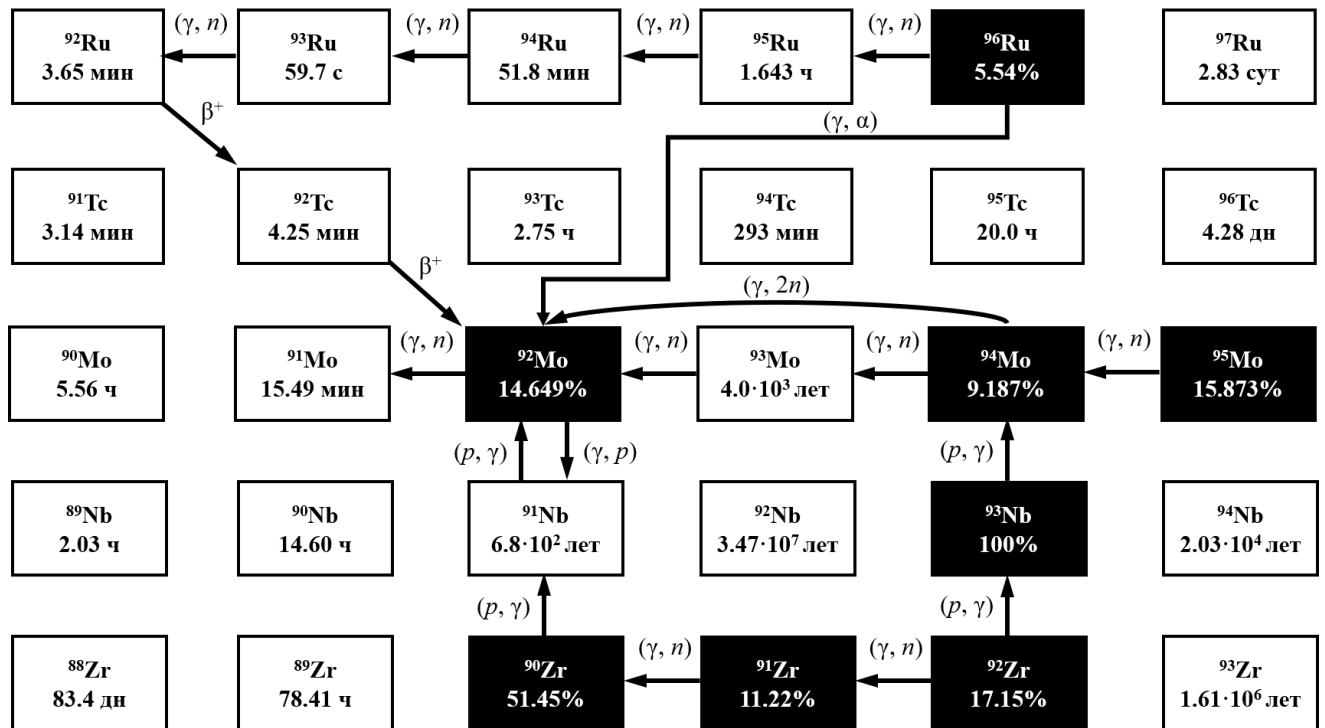 (γ, n) (γ, n) (γ, n) (γ, n)
⁹²Ru ⁹³Ru ⁹⁴Ru ⁹⁵Ru ⁹⁶Ru ⁹⁷Ru
3.65 мин 59.7 с 51.8 мин 1.643 ч 5.54% 2.83 сут
β⁺ (γ, α)
⁹¹Tc ⁹²Tc ⁹³Tc ⁹⁴Tc ⁹⁵Tc ⁹⁶Tc
3.14 мин 4.25 мин 2.75 ч 293 мин 20.0 ч 4.28 дн
β⁺ (γ, 2n)
(γ, n) (γ, n) (γ, n) (γ, n)
⁹⁰Mo ⁹¹Mo ⁹²Mo ⁹³Mo ⁹⁴Mo ⁹⁵Mo
5.56 ч 15.49 мин 14.649% 4.0·10³ лет 9.187% 15.873%
(p, γ) (γ, p) (p, γ)
⁸⁹Nb ⁹⁰Nb ⁹¹Nb ⁹²Nb ⁹³Nb ⁹⁴Nb
2.03 ч 14.60 ч 6.8·10² лет 3.47·10⁷ лет 100% 2.03·10⁴ лет
(p, γ) (p, γ)
(γ, n) (γ, n)
⁸⁸Zr ⁸⁹Zr ⁹⁰Zr ⁹¹Zr ⁹²Zr ⁹³Zr
83.4 дн 78.41 ч 51.45% 11.22% 17.15% 1.61·10⁶ лет